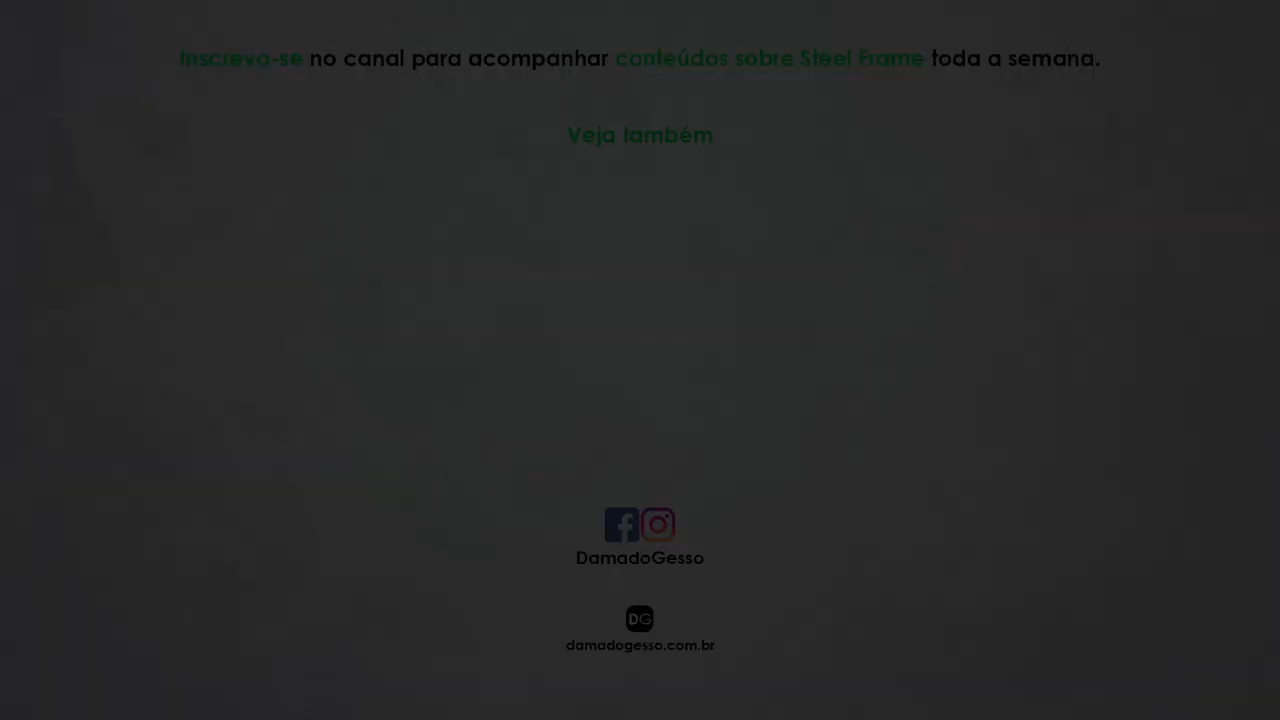 Inscreva-se no canal para acompanhar conteúdos sobre Steel Frame toda a semana.
Veja também
DamadoGesso
DG
damadogesso.com.br